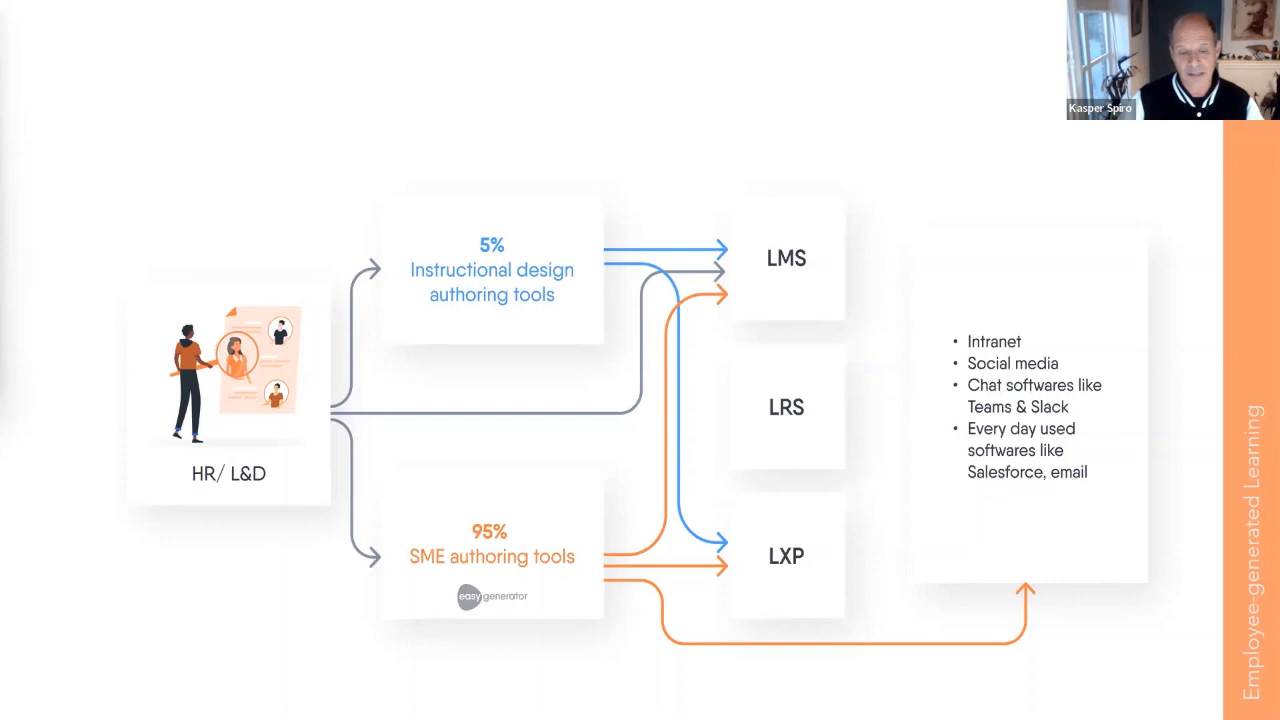 Kasper Spiro
5%
Instructional design
authoring tools
LMS
HR/ L&D
LRS
• Intranet
• Social media
• Chat softwares like
Teams & Slack
• Every day used
softwares like
Salesforce, email
95%
SME authoring tools
easygenerator
LXP
Employee-generated Learning